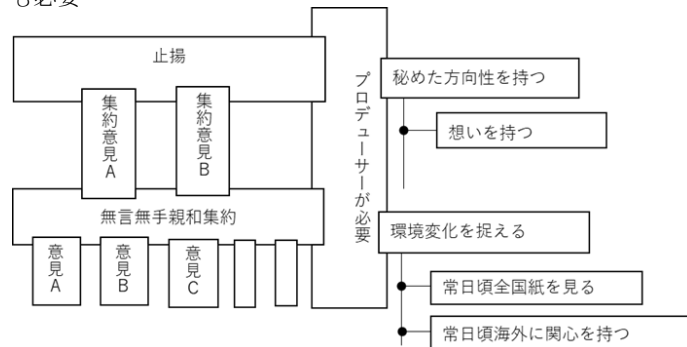 も必要
止揚
集約意見A
集約意見B
無言無手親和集約
意見A
意見B
意見C
プロデューサーが必要
秘めた方向性を持つ
想いを持つ
環境変化を捉える
常日頃全国紙を見る
常日頃海外に関心を持つ